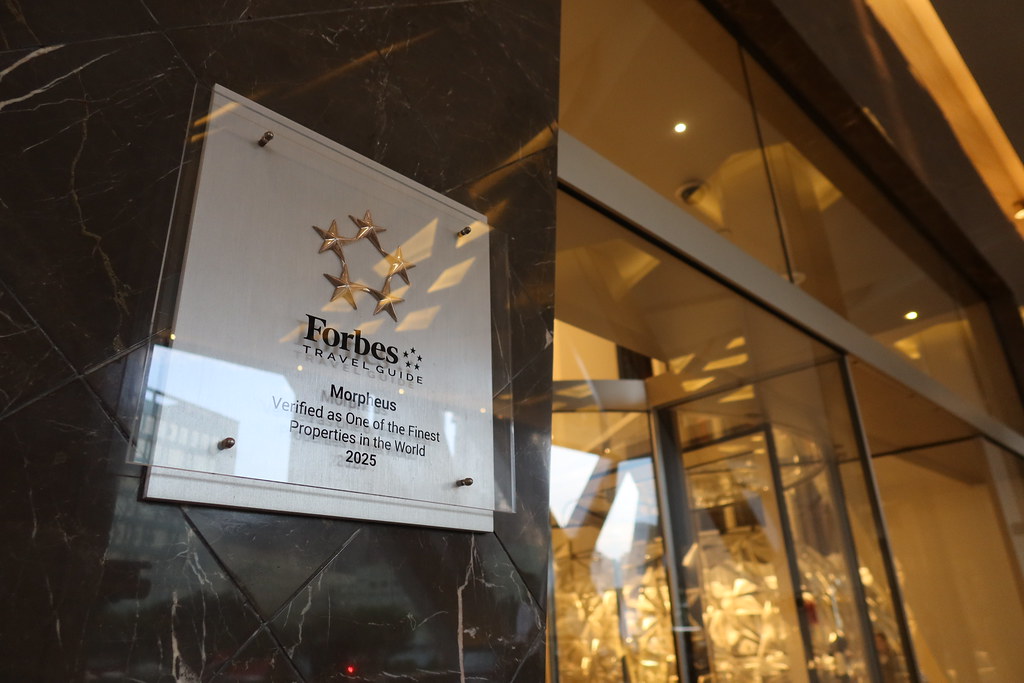 Forbes
TRAVEL GUIDE
Morpheus
Verified as One of the Finest
Properties in the World
2025